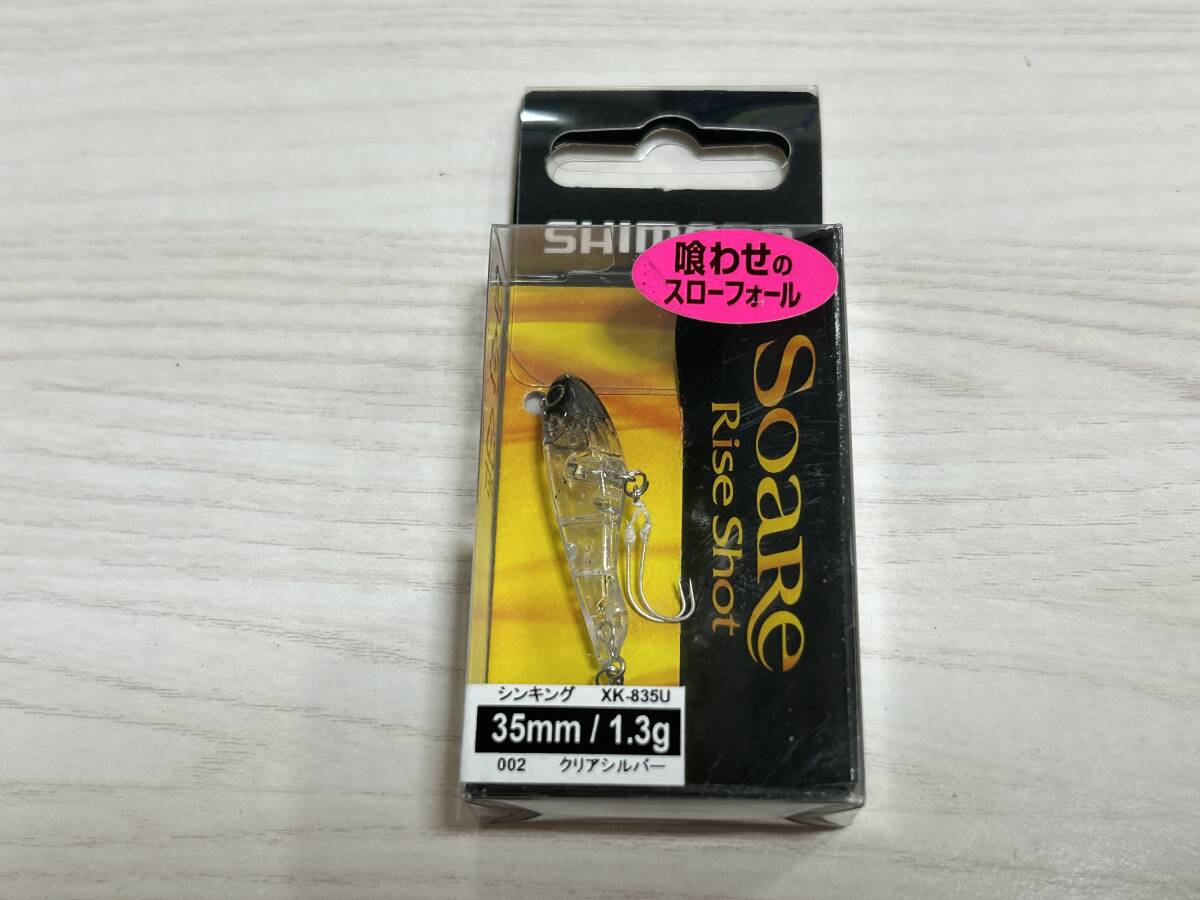 SHIMANO
喰わせの
スローフォール
Soare
Rise Shot
シンキング XK-835U
35mm / 1.3g
002 クリアシルバー